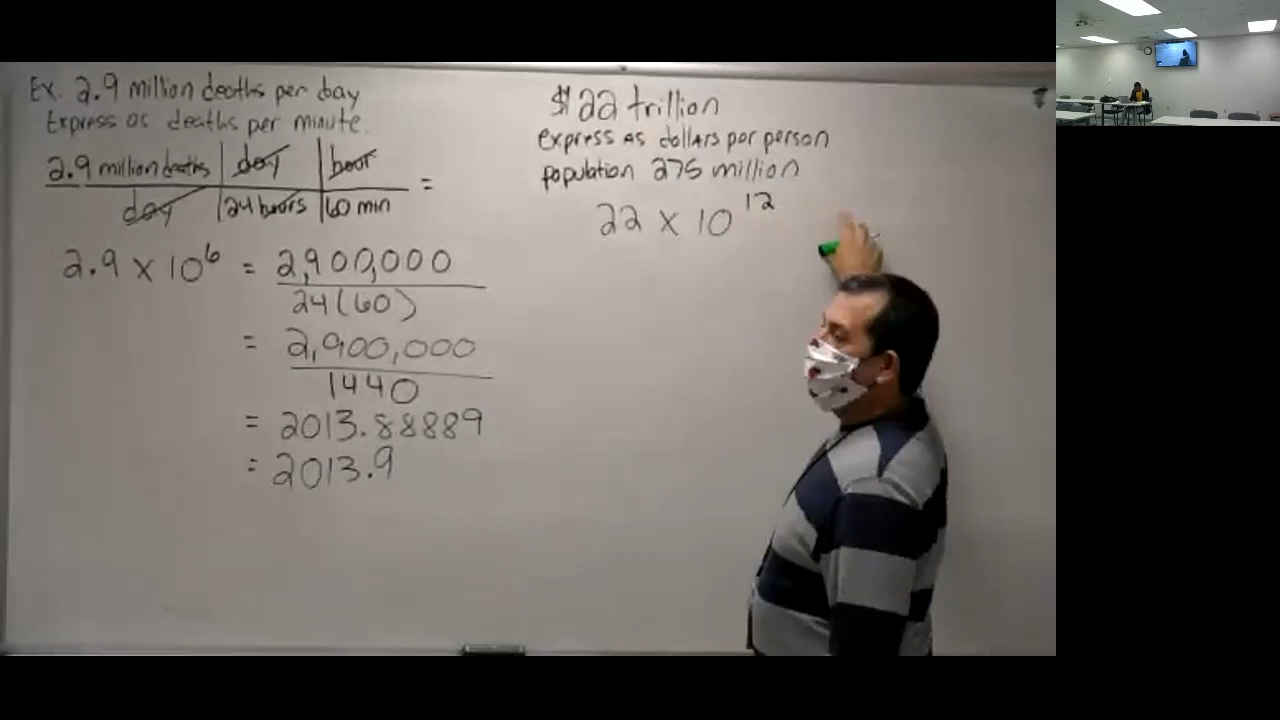 Ex. 2.9 million deaths per day
Express as deaths per minute.
2.9 million deaths | day | hour
day | 24 hours | 60 min =
2.9 x 10^6 = 2,900,000
24(60)
= 2,900,000
1440
= 2013.88889
= 2013.9
$22 trillion
express as dollars per person
population 275 million
22 x 10^12